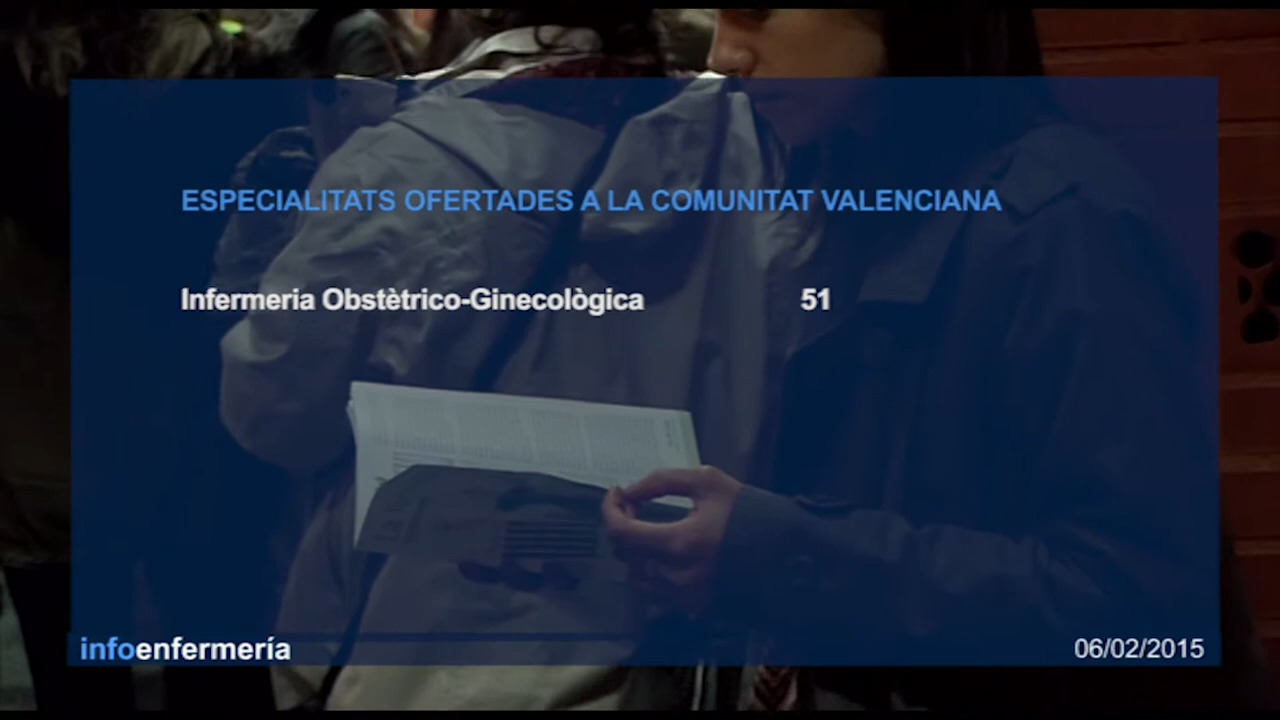 ESPECIALITATS OFERTADES A LA COMUNITAT VALENCIANA
Infermeria Obstètrico-Ginecològica 51
infoenfermería 06/02/2015